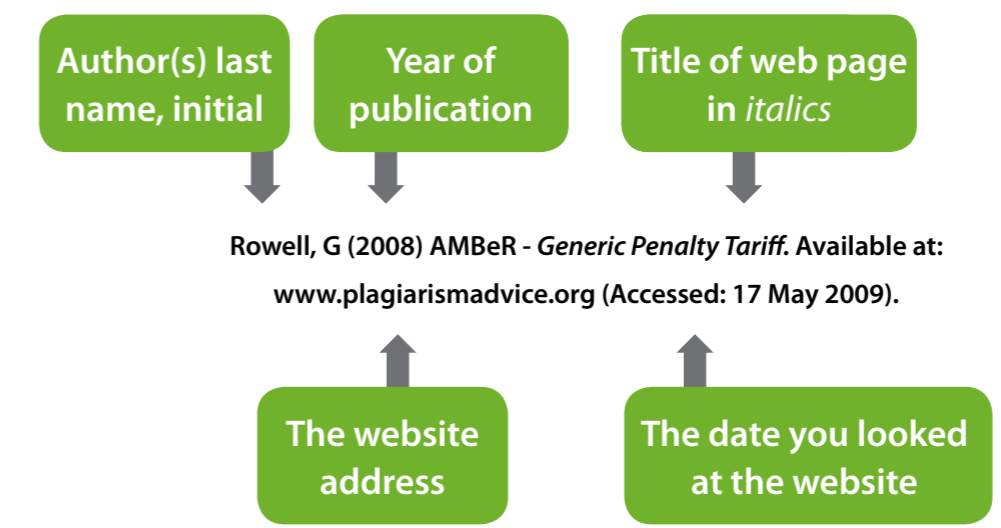 Author(s) last
name, initial
Year of
publication
Title of web page
in italics
Rowell, G (2008) AMBeR - Generic Penalty Tariff. Available at:
www.plagiarismadvice.org (Accessed: 17 May 2009).
The website
address
The date you looked
at the website